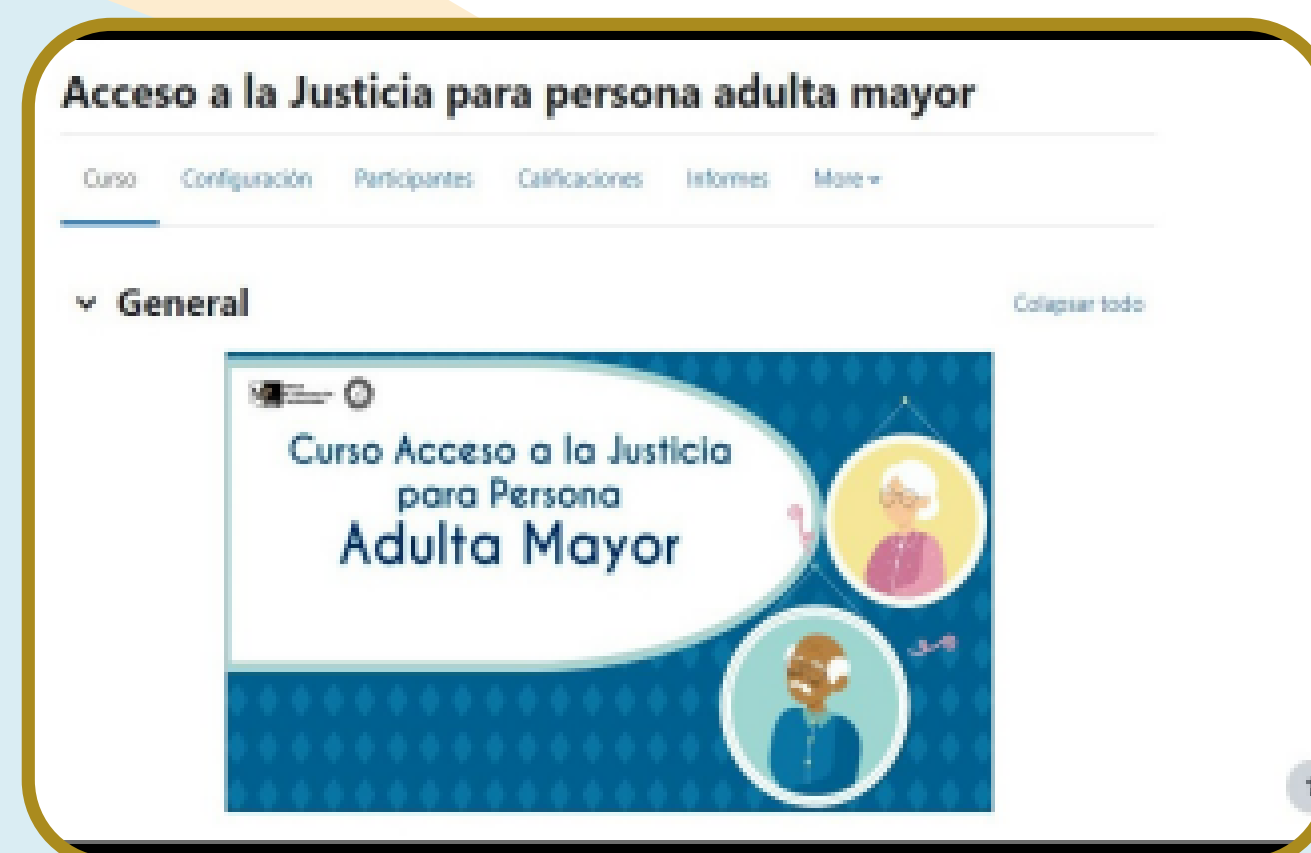 Acceso a la Justicia para persona adulta mayor
Curso Configuración Participantes Calificaciones Informes More
General
Colapsar todo
Curso Acceso a la Justicia
para Persona
Adulta Mayor